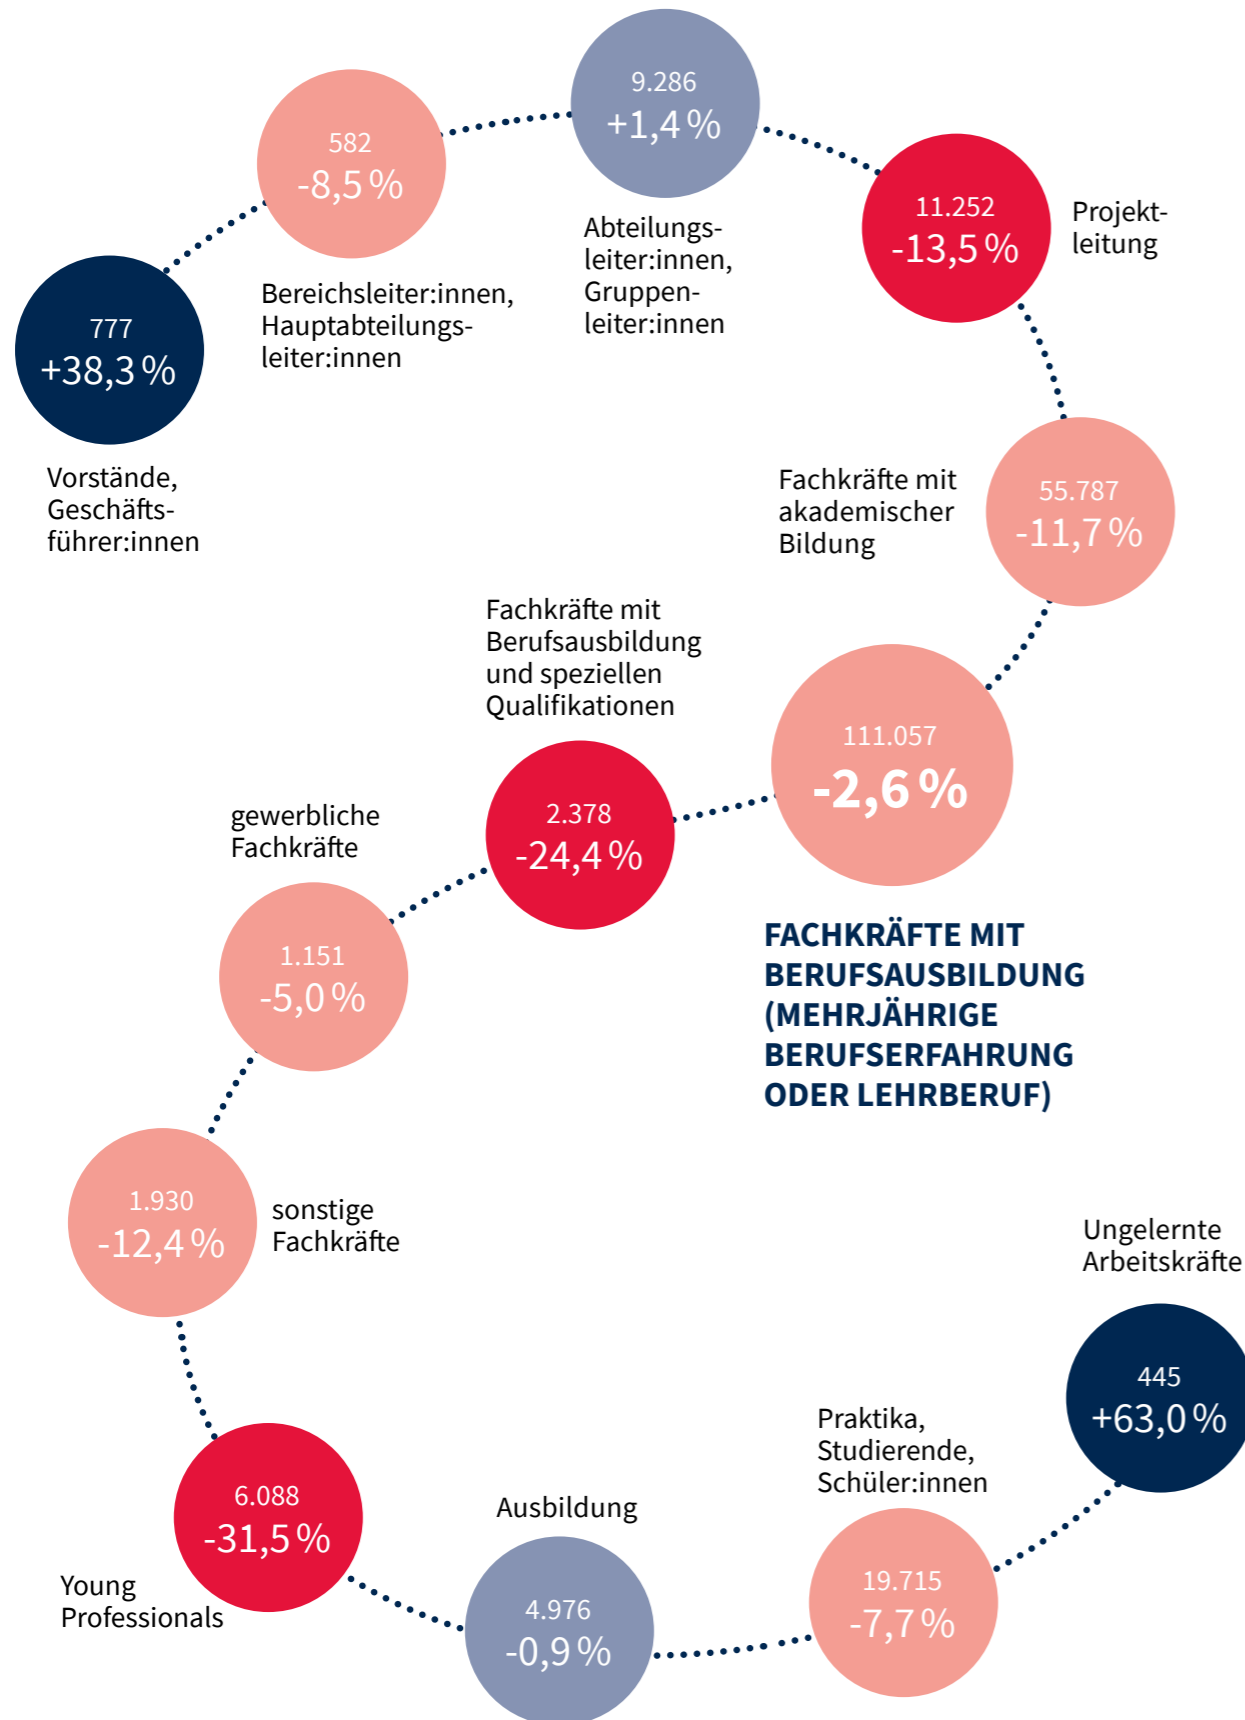 9.286
+1,4 %
582
-8,5 %
11.252
-13,5 %
Projekt-
leitung
Abteilungs-
leiter:innen,
Gruppen-
leiter:innen
Bereichsleiter:innen,
Hauptabteilungs-
leiter:innen
777
+38,3 %
Vorstände,
Geschäfts-
führer:innen
Fachkräfte mit
akademischer
Bildung
55.787
-11,7 %
Fachkräfte mit
Berufsausbildung
und speziellen
Qualifikationen
111.057
-2,6 %
FACHKRÄFTE MIT
BERUFSAUSBILDUNG
(MEHRJÄHRIGE
BERUFSERFAHRUNG
ODER LEHRBERUF)
2.378
-24,4 %
gewerbliche
Fachkräfte
1.151
-5,0 %
1.930
-12,4 %
sonstige
Fachkräfte
Ungelernte
Arbeitskräfte
445
+63,0 %
Praktika,
Studierende,
Schüler:innen
19.715
-7,7 %
Ausbildung
4.976
-0,9 %
6.088
-31,5 %
Young
Professionals